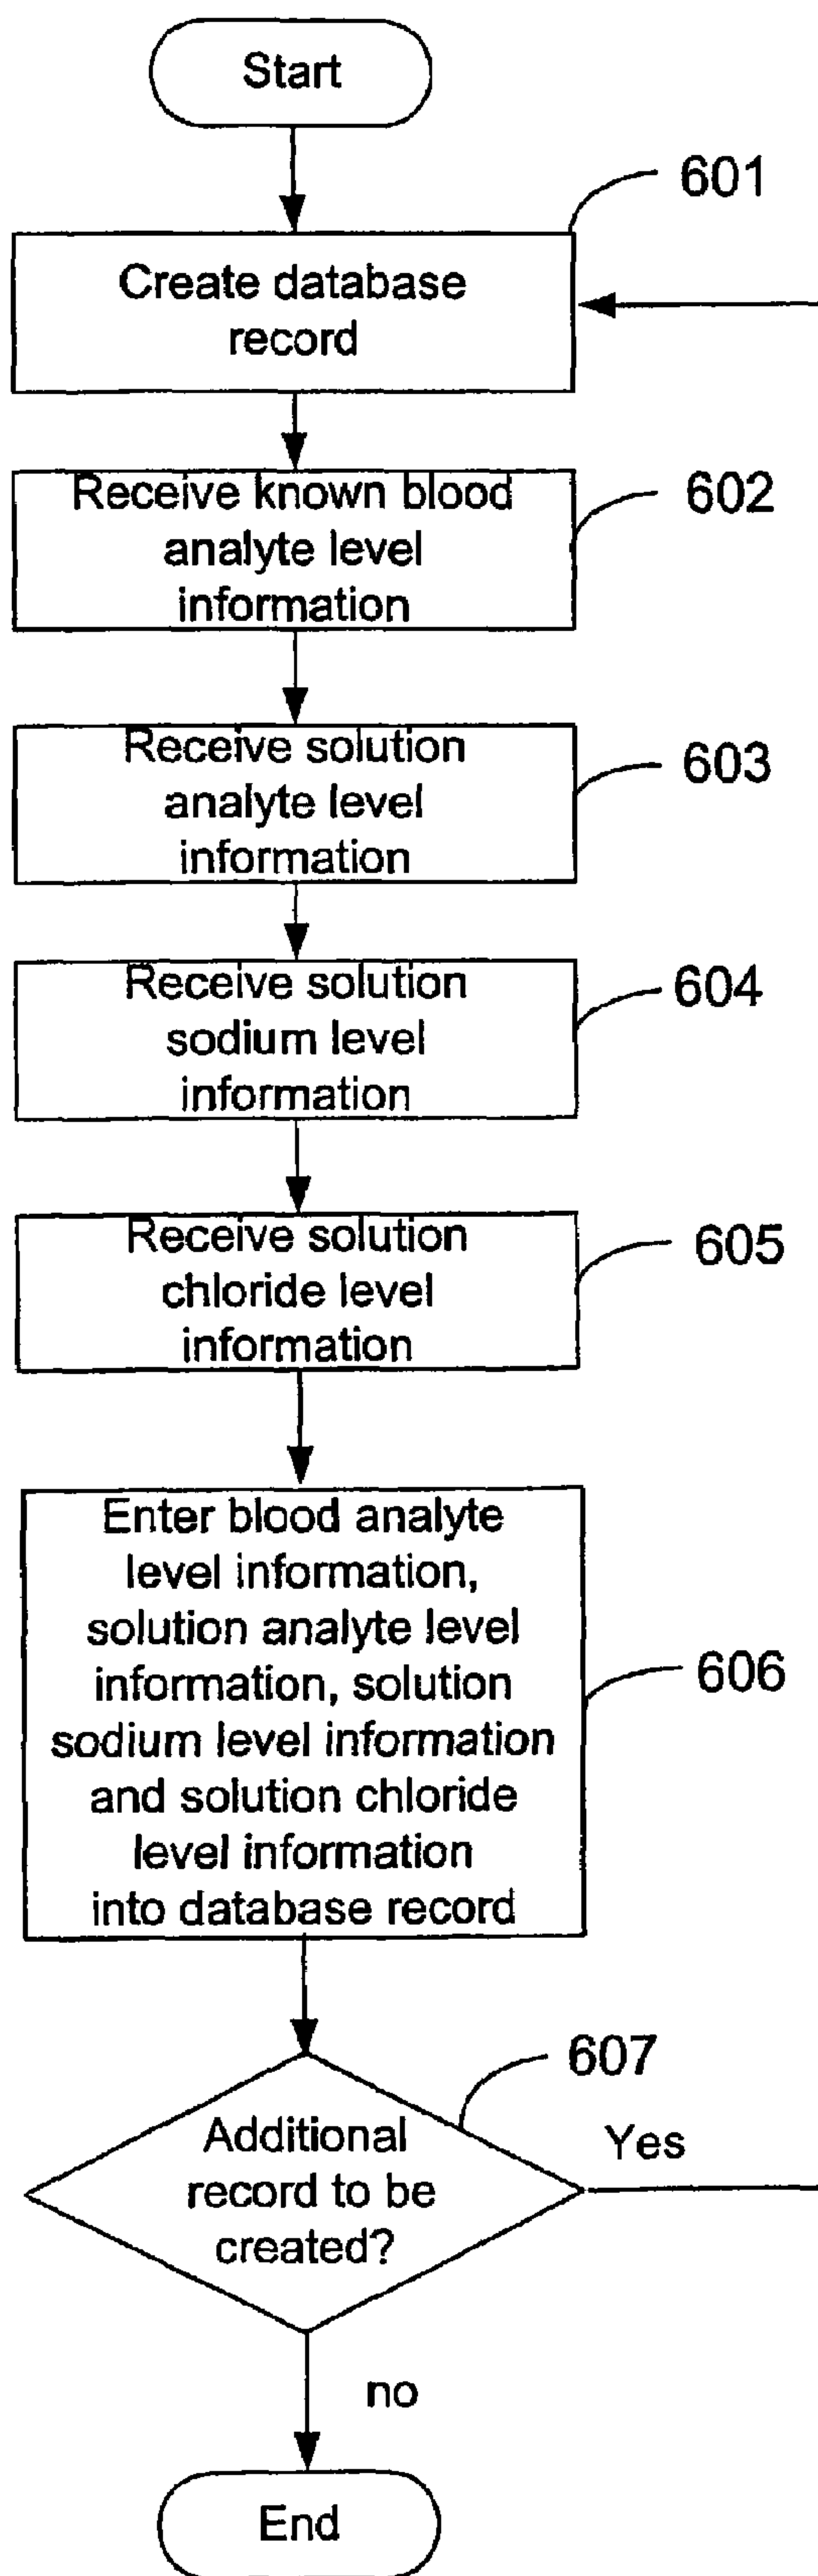 Start
601
Create database
record
Receive known blood
analyte level
information
602
Receive solution
analyte level
information
603
Receive solution
sodium level
information
604
Receive solution
chloride level
information
605
Enter blood analyte
level information,
solution analyte level
information, solution
sodium level information
and solution chloride
level information
into database record
606
607
Additional
record to be
created?
Yes
no
End